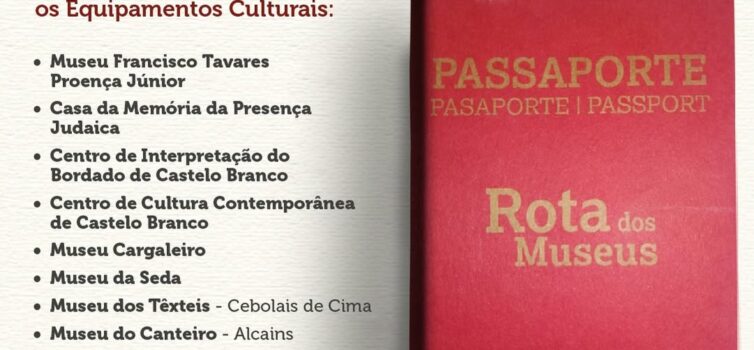 os Equipamentos Culturais:
• Museu Francisco Tavares
Proença Júnior
• Casa da Memória da Presença
Judaica
• Centro de Interpretação do
Bordado de Castelo Branco
• Centro de Cultura Contemporânea
de Castelo Branco
• Museu Cargaleiro
• Museu da Seda
• Museu dos Têxteis - Cebolais de Cima
• Museu do Canteiro - Alcains
PASSAPORTE
PASAPORTE | PASSPORT
Rota dos
Museus